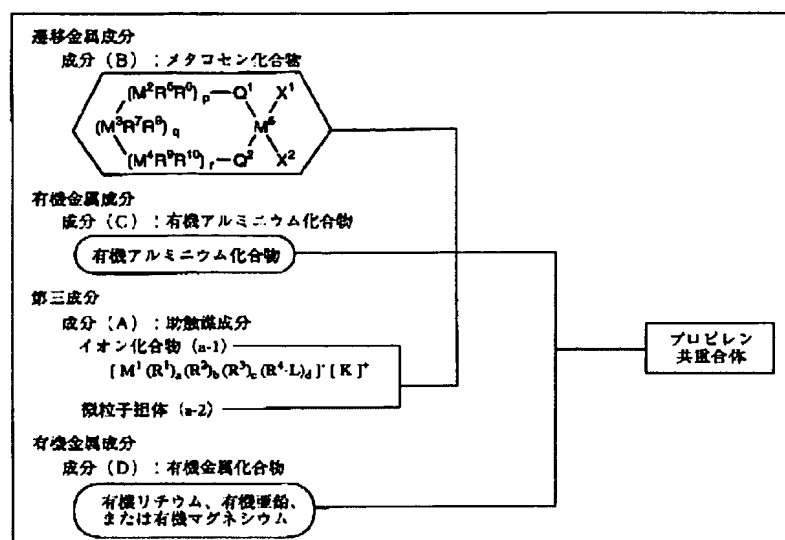 遷移金属成分
成分（B）：メタロセン化合物
(M²R⁵R⁶)p—Q¹ X¹
(M³R⁷R⁸)q M⁵
(M⁴R⁹R¹⁰)r—Q² X²
有機金属成分
成分（C）：有機アルミニウム化合物
有機アルミニウム化合物
第三成分
成分（A）：助触媒成分
イオン化合物（a-1）
[ M¹ (R¹)a(R²)b(R³)c(R⁴-L)d ]⁻ [ K ]⁺
微粒子担体（a-2）
プロピレン
共重合体
有機金属成分
成分（D）：有機金属化合物
有機リチウム、有機亜鉛、
または有機マグネシウム